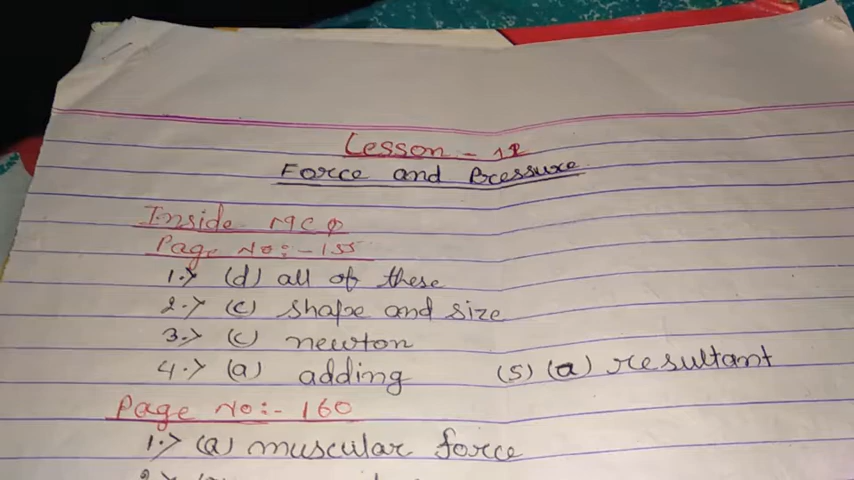 Lesson - 12
Force and Pressure
Inside MCQ
Page No:- 155
1.> (d) all of these
2.> (c) shape and size
3.> (c) newton
4.> (a) adding (5) (a) resultant
Page No:- 160
1.> (a) muscular force